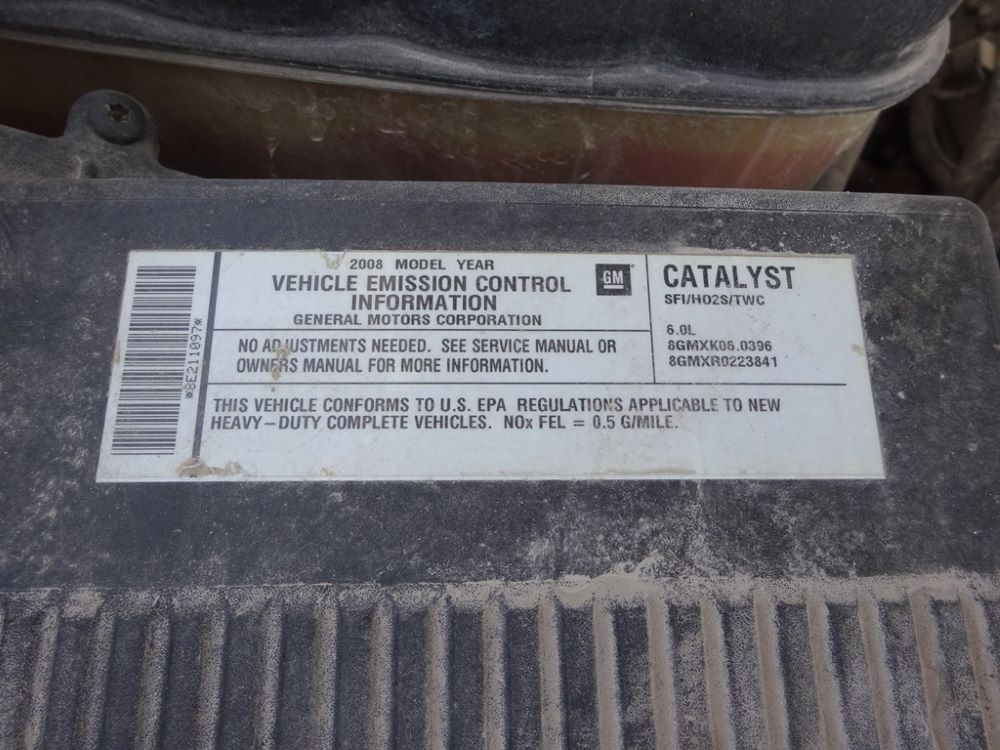 *8E211097*
2008 MODEL YEAR
VEHICLE EMISSION CONTROL
INFORMATION
GENERAL MOTORS CORPORATION
GM
NO ADJUSTMENTS NEEDED. SEE SERVICE MANUAL OR
OWNERS MANUAL FOR MORE INFORMATION.
CATALYST
SFI/HO2S/TWC
6.0L
8GMXK06.0396
8GMXR0223841
THIS VEHICLE CONFORMS TO U.S. EPA REGULATIONS APPLICABLE TO NEW
HEAVY-DUTY COMPLETE VEHICLES. NOx FEL = 0.5 G/MILE.